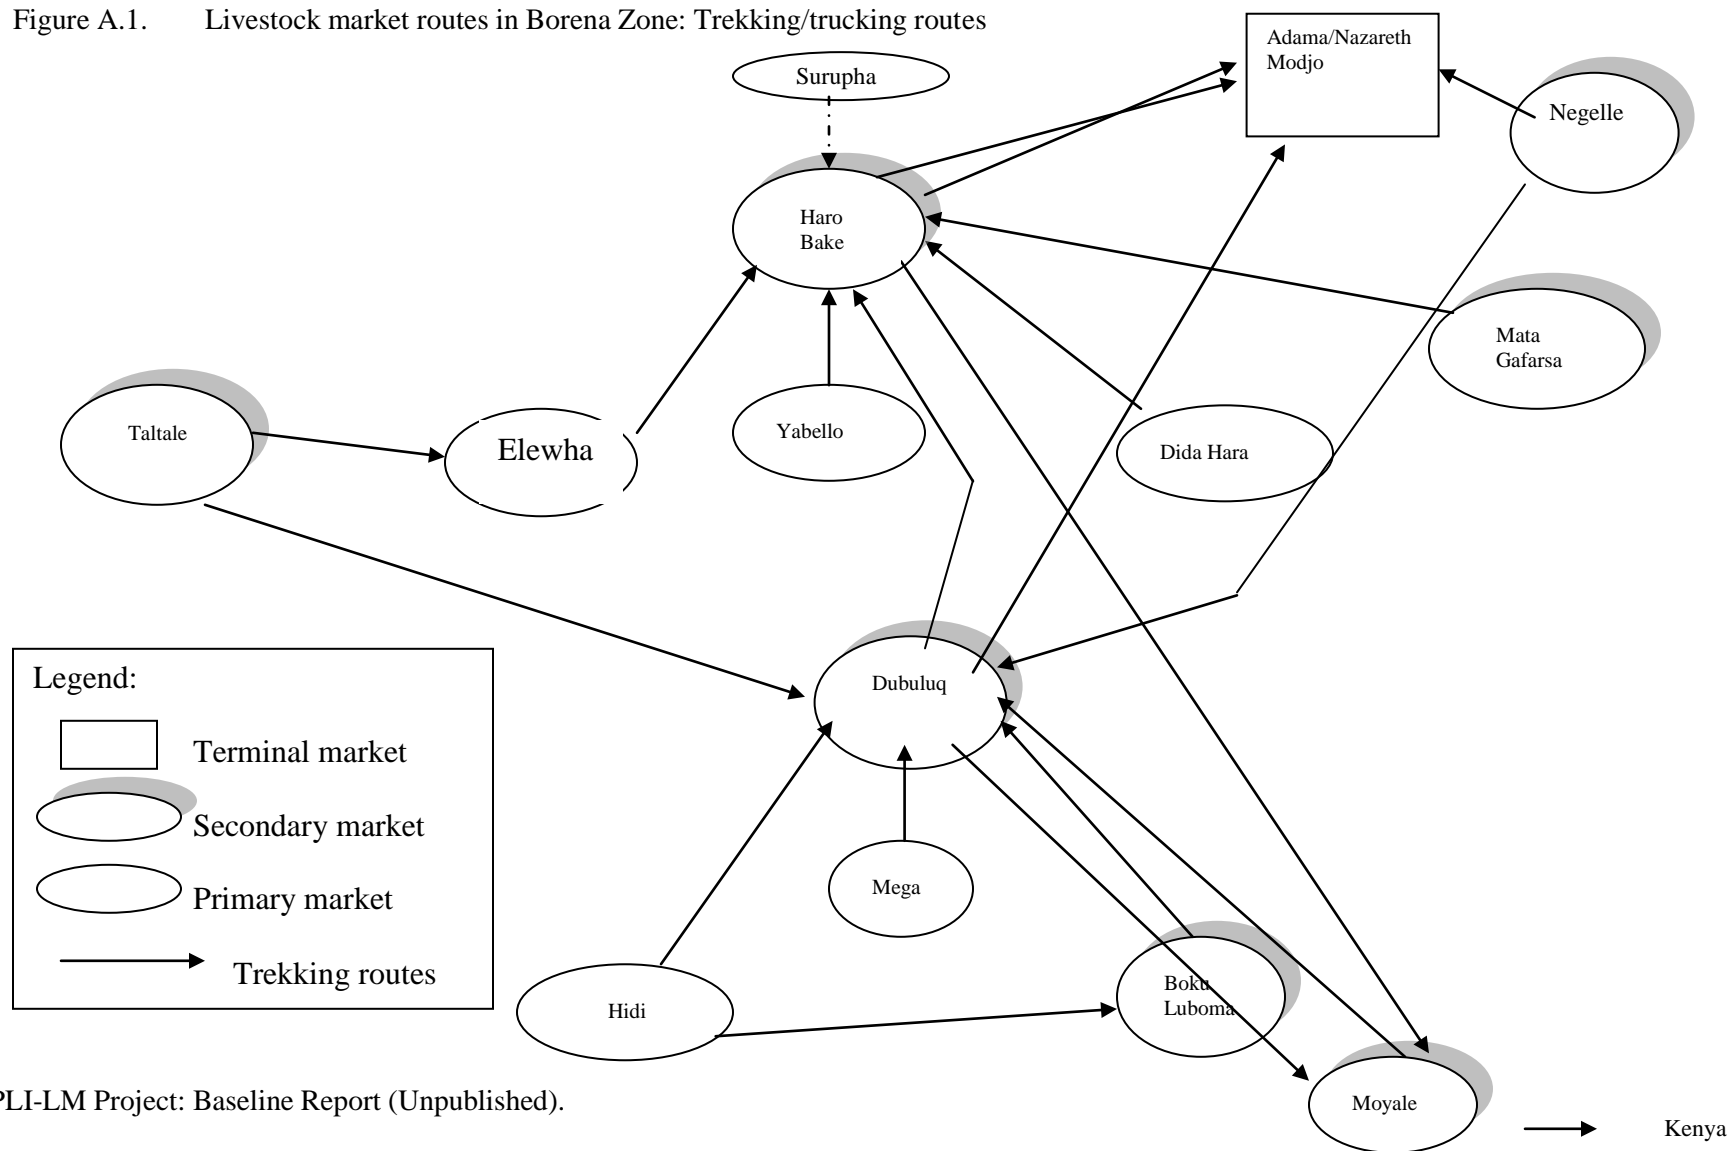 Figure A.1. Livestock market routes in Borena Zone: Trekking/trucking routes
Adama/Nazareth
Modjo
Surupha
Negelle
Haro
Bake
Mata
Gafarsa
Taltale
Elewha
Yabello
Dida Hara
Dubuluq
Legend:
Terminal market
Secondary market
Primary market
Trekking routes
Mega
Hidi
Boku
Luboma
Moyale
PLI-LM Project: Baseline Report (Unpublished).
Kenya